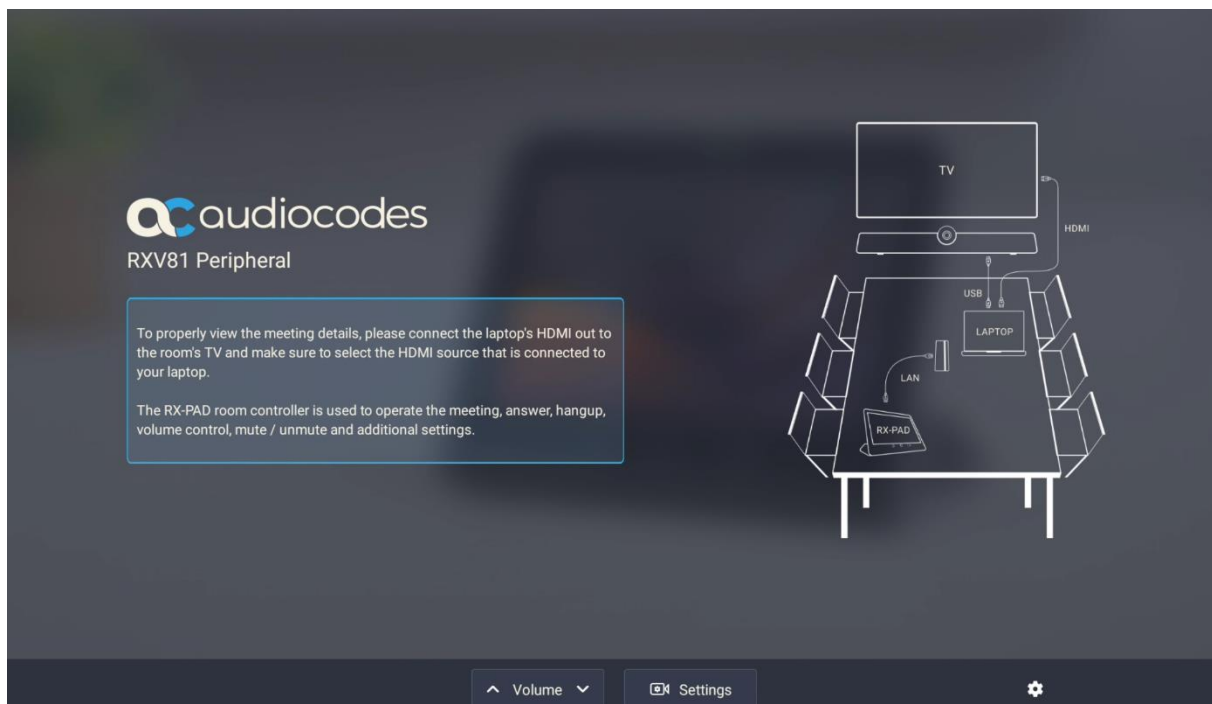 audiocodes
RXV81 Peripheral
To properly view the meeting details, please connect the laptop's HDMI out to
the room's TV and make sure to select the HDMI source that is connected to
your laptop.
The RX-PAD room controller is used to operate the meeting, answer, hangup,
volume control, mute / unmute and additional settings.
TV
HDMI
USB
LAPTOP
LAN
RX-PAD
Volume
Settings